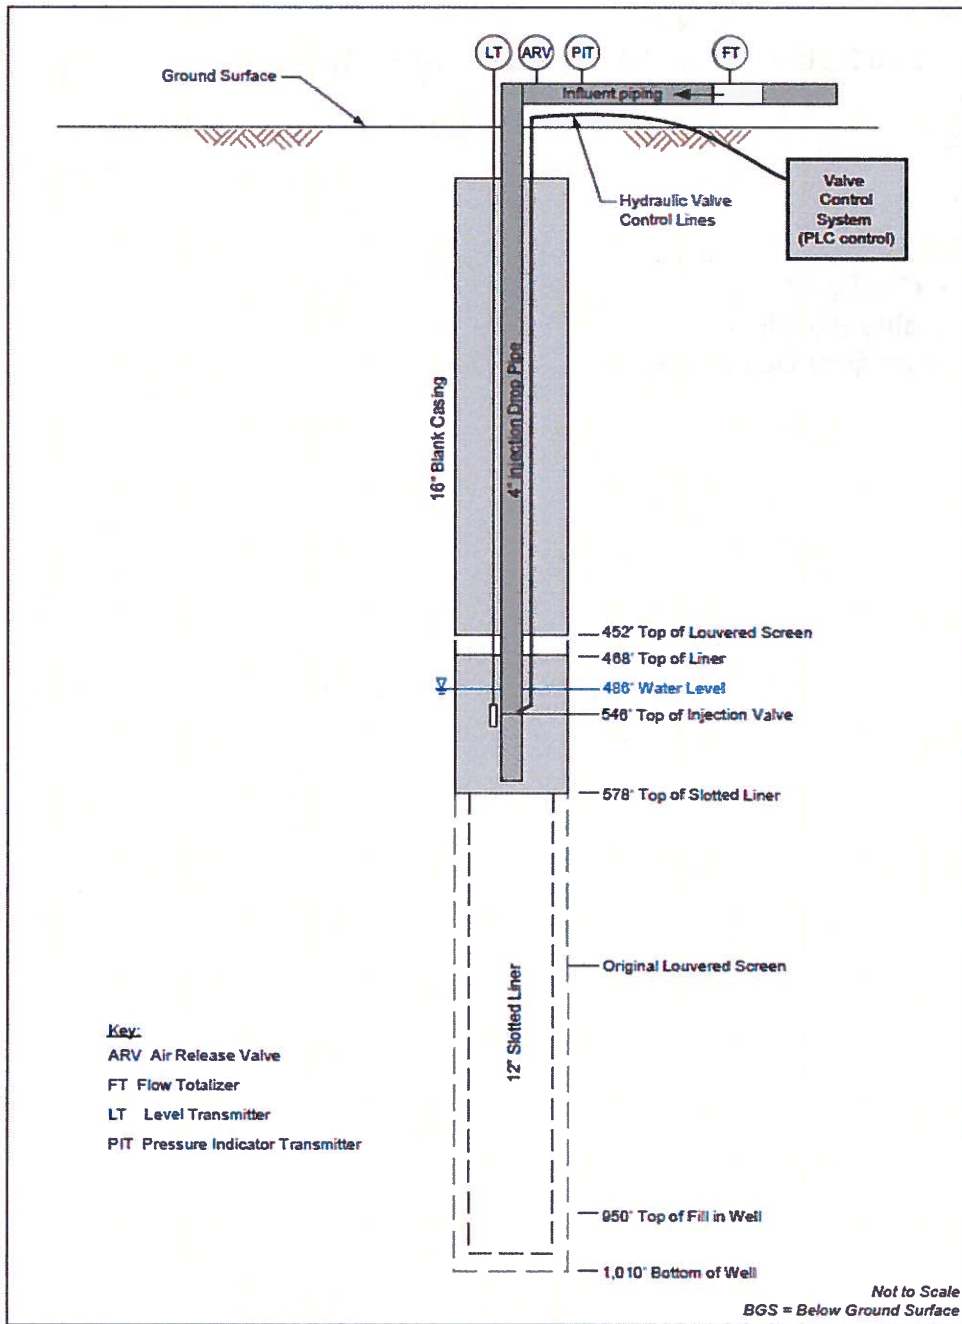 LT ARV PIT FT
Ground Surface
Influent piping
Valve
Control
System
(PLC control)
Hydraulic Valve
Control Lines
16" Blank Casing
4" Injection Drop Pipe
452' Top of Louvered Screen
468' Top of Liner
486' Water Level
546' Top of Injection Valve
578' Top of Slotted Liner
Original Louvered Screen
12" Slotted Liner
Key:
ARV Air Release Valve
FT Flow Totalizer
LT Level Transmitter
PIT Pressure Indicator Transmitter
950' Top of Fill in Well
1,010' Bottom of Well
Not to Scale
BGS = Below Ground Surface